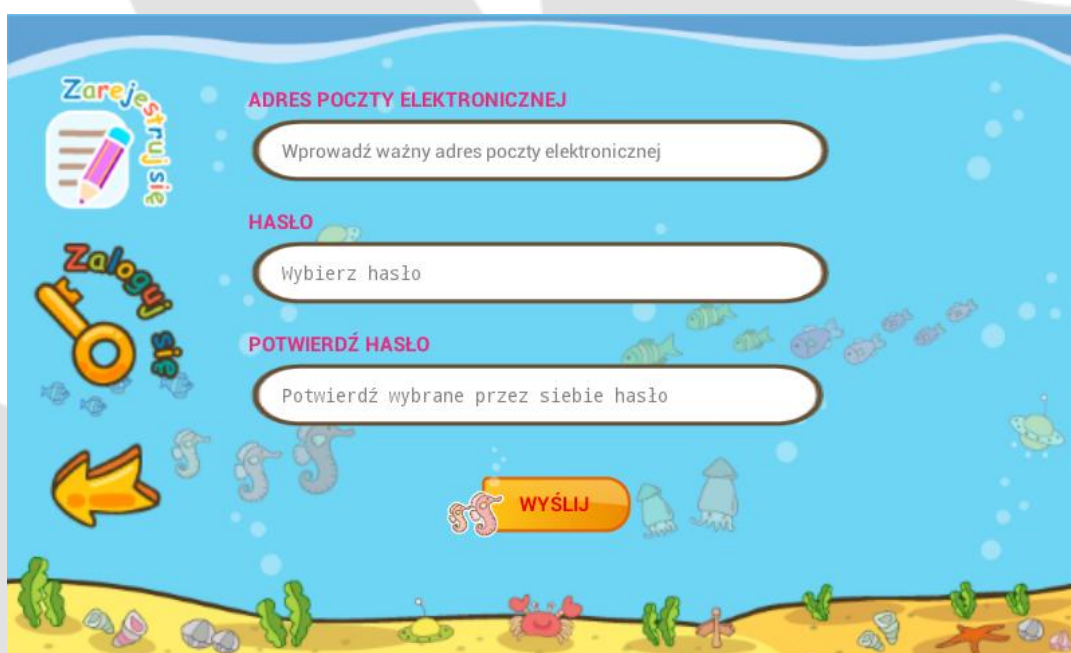 Zarejestruj się
ADRES POCZTY ELEKTRONICZNEJ
Wprowadź ważny adres poczty elektronicznej
HASŁO
Wybierz hasło
Zaloguj się
POTWIERDŹ HASŁO
Potwierdź wybrane przez siebie hasło
WYŚLIJ